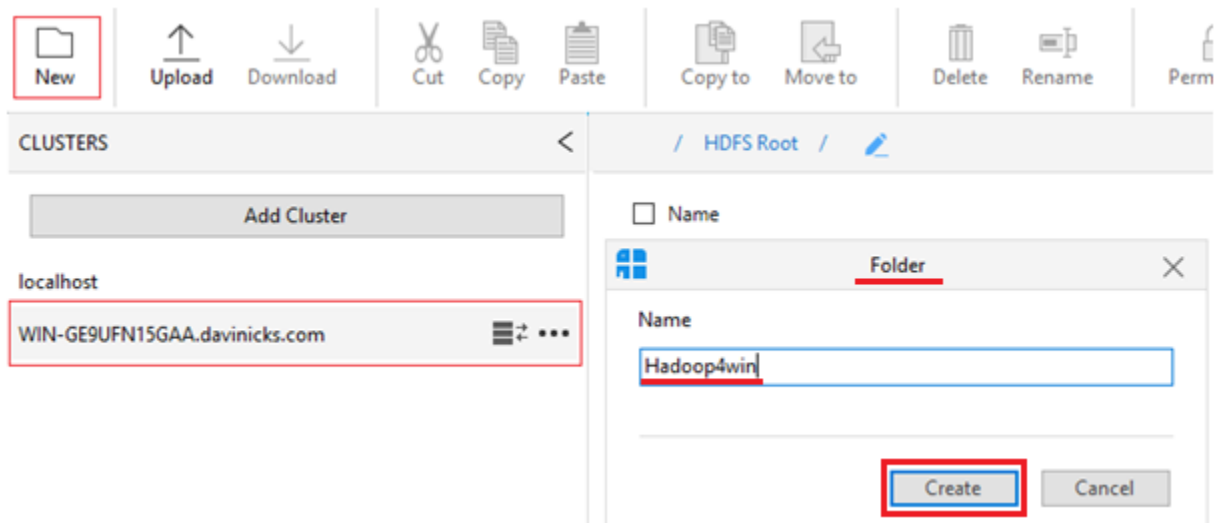 New Upload Download Cut Copy Paste Copy to Move to Delete Rename Perm
CLUSTERS <
/ HDFS Root /
Add Cluster
Name
localhost
Folder
WIN-GE9UFN15GAA.davinicks.com
Name
Hadoop4win
Create Cancel